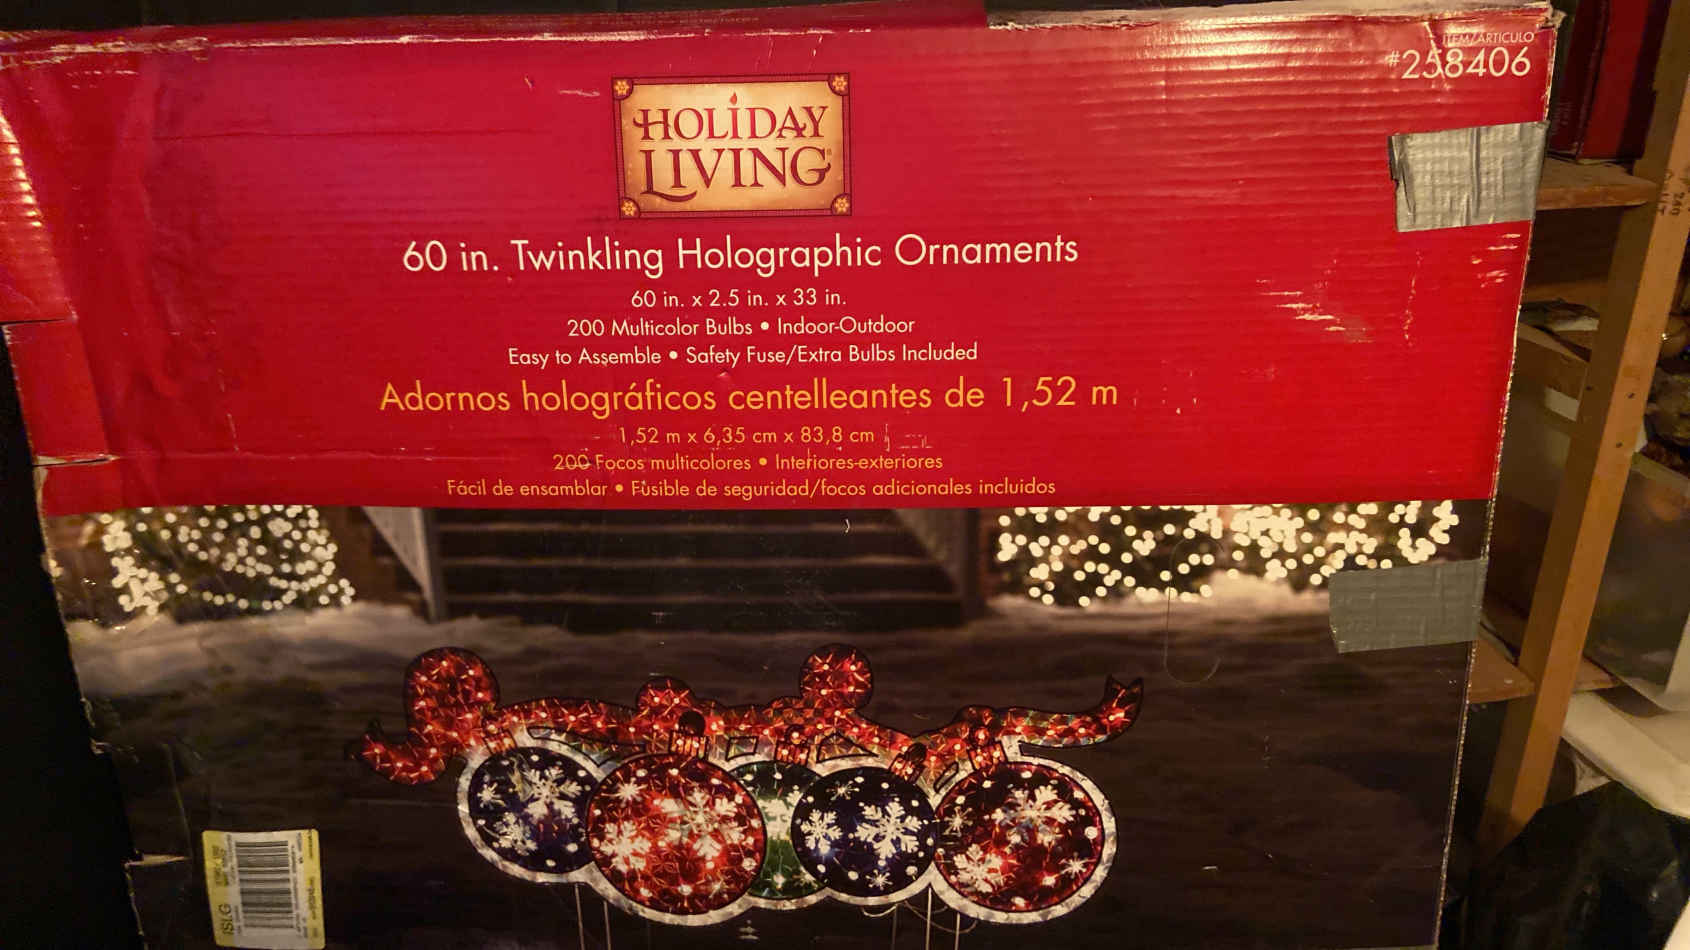 ITEM/ARTÍCULO
#258406
HOLIDAY
LIVING®
60 in. Twinkling Holographic Ornaments
60 in. x 2.5 in. x 33 in.
200 Multicolor Bulbs • Indoor-Outdoor
Easy to Assemble • Safety Fuse/Extra Bulbs Included
Adornos holográficos centelleantes de 1,52 m
1,52 m x 6,35 cm x 83,8 cm
200 Focos multicolores • Interiores-exteriores
Fácil de ensamblar • Fusible de seguridad/focos adicionales incluidos
ISLG